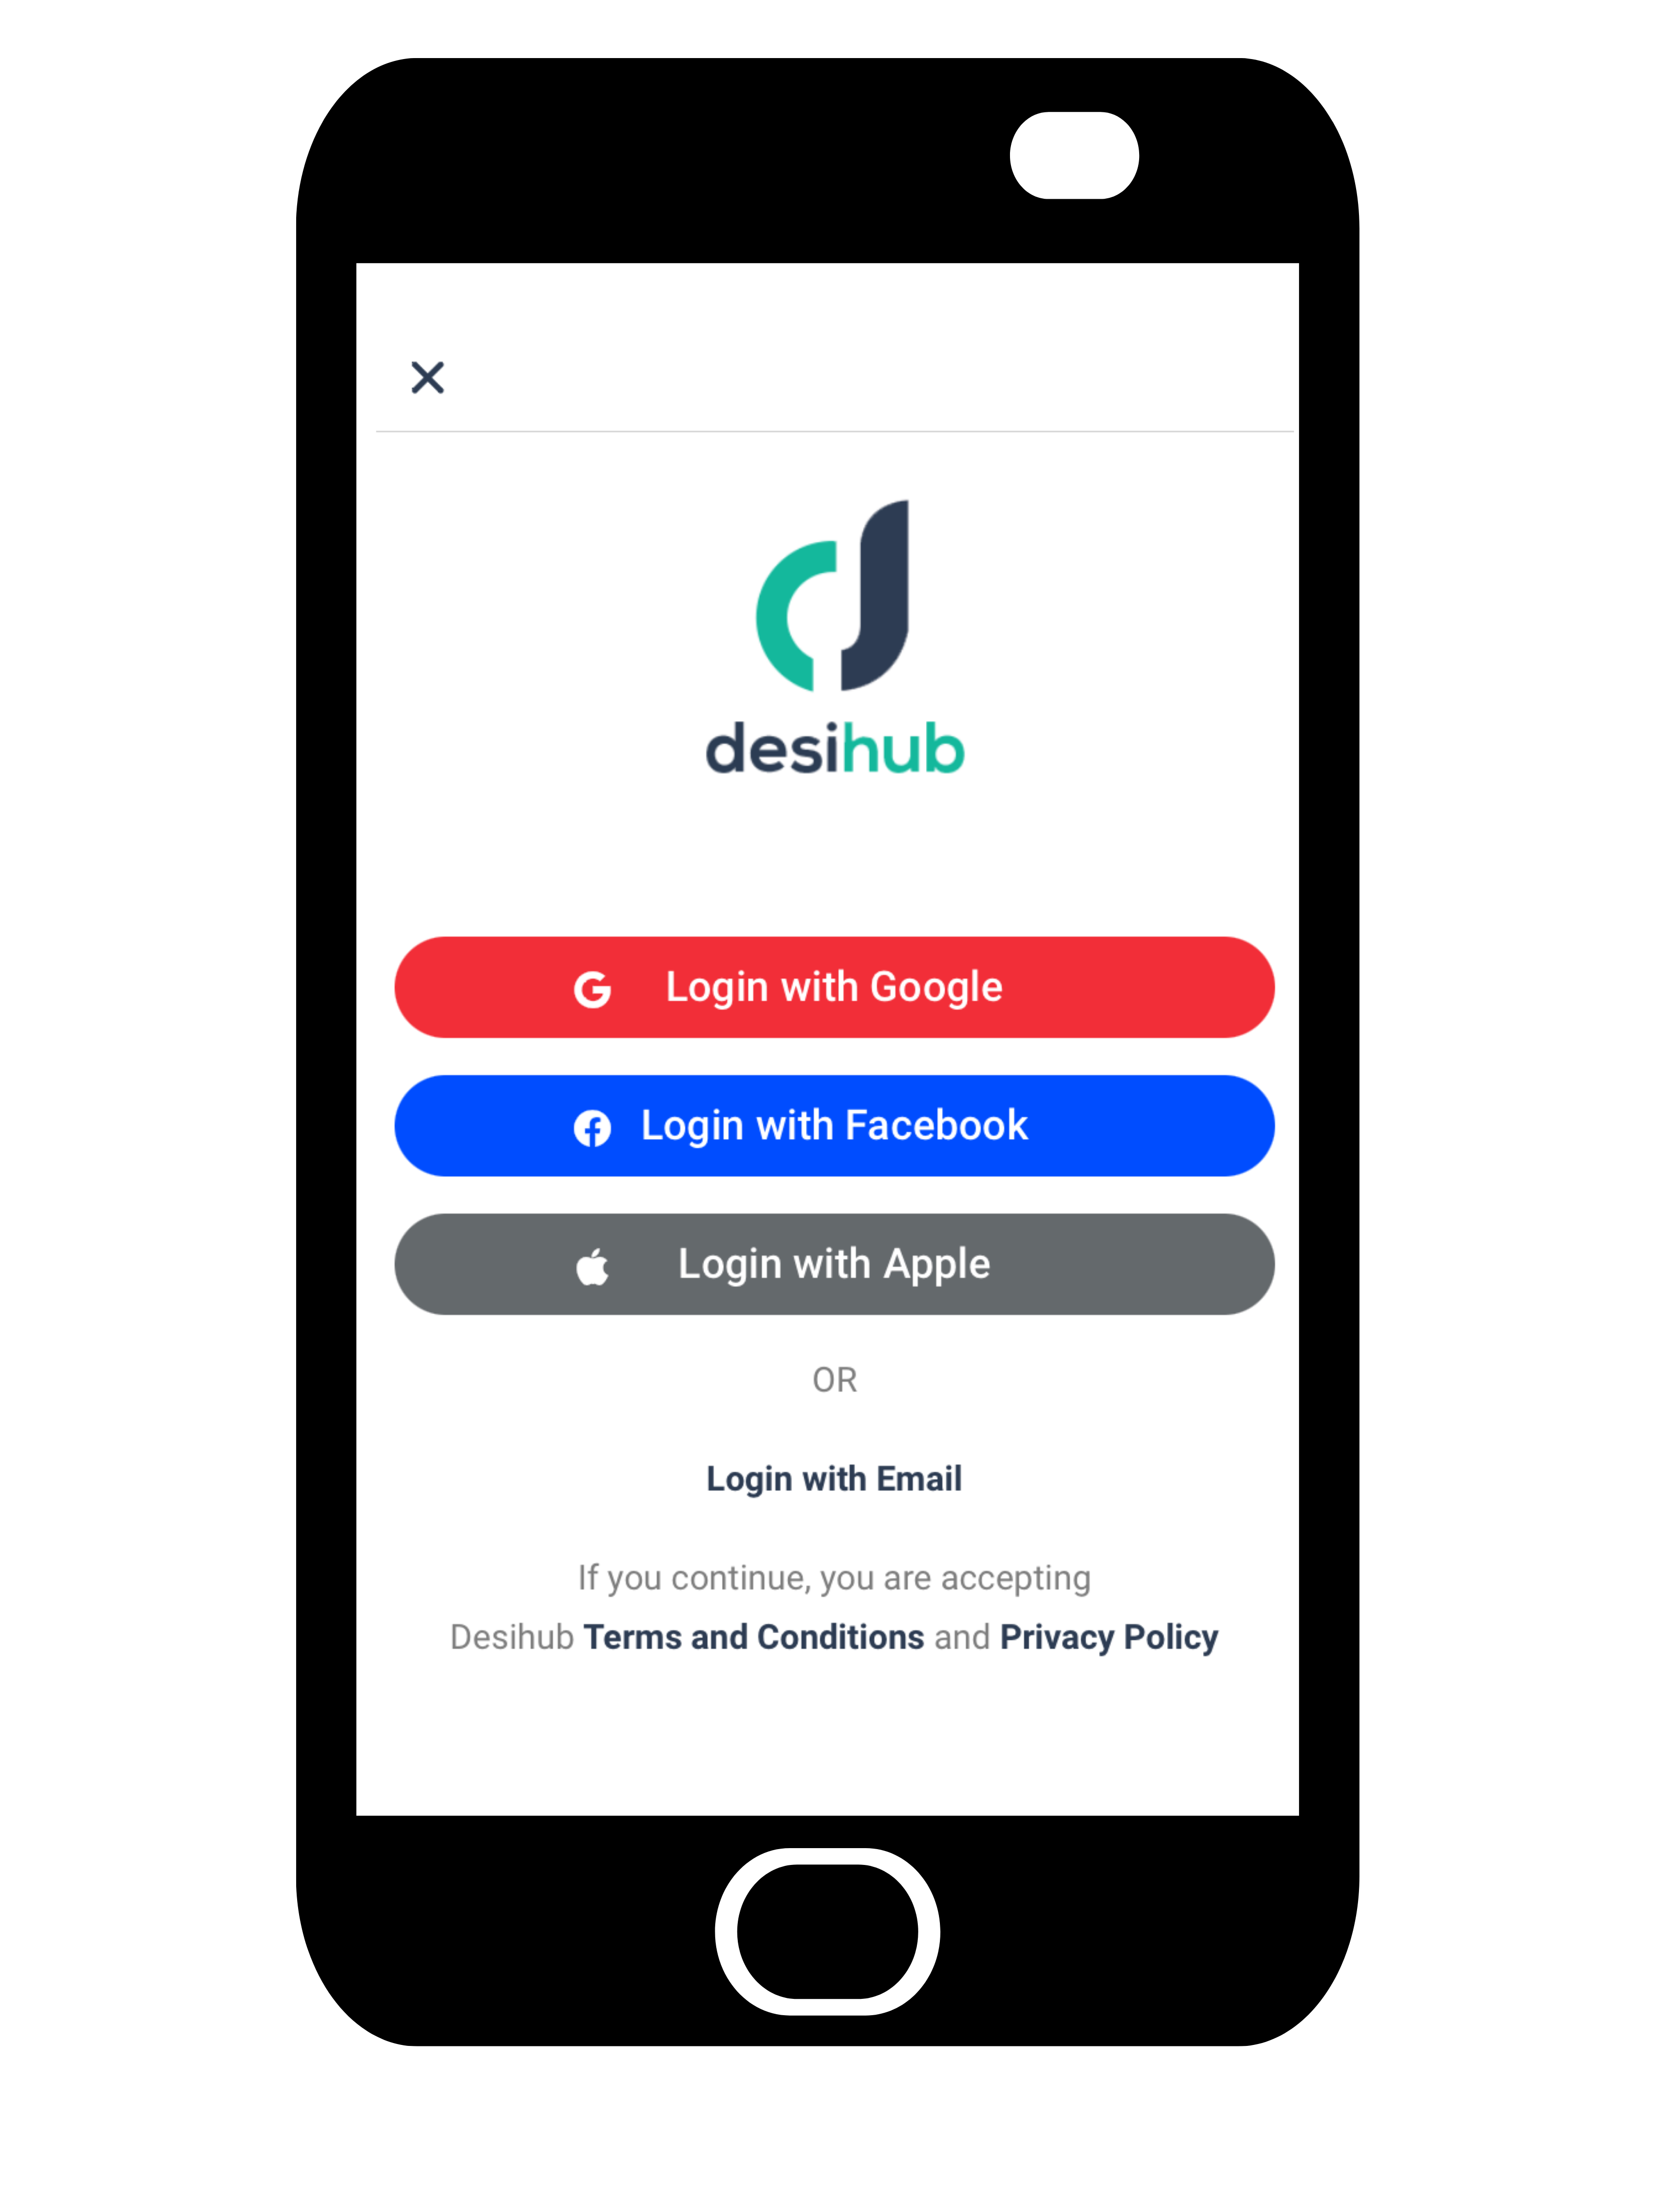 desihub
Login with Google
Login with Facebook
Login with Apple
OR
Login with Email
If you continue, you are accepting
Desihub Terms and Conditions and Privacy Policy